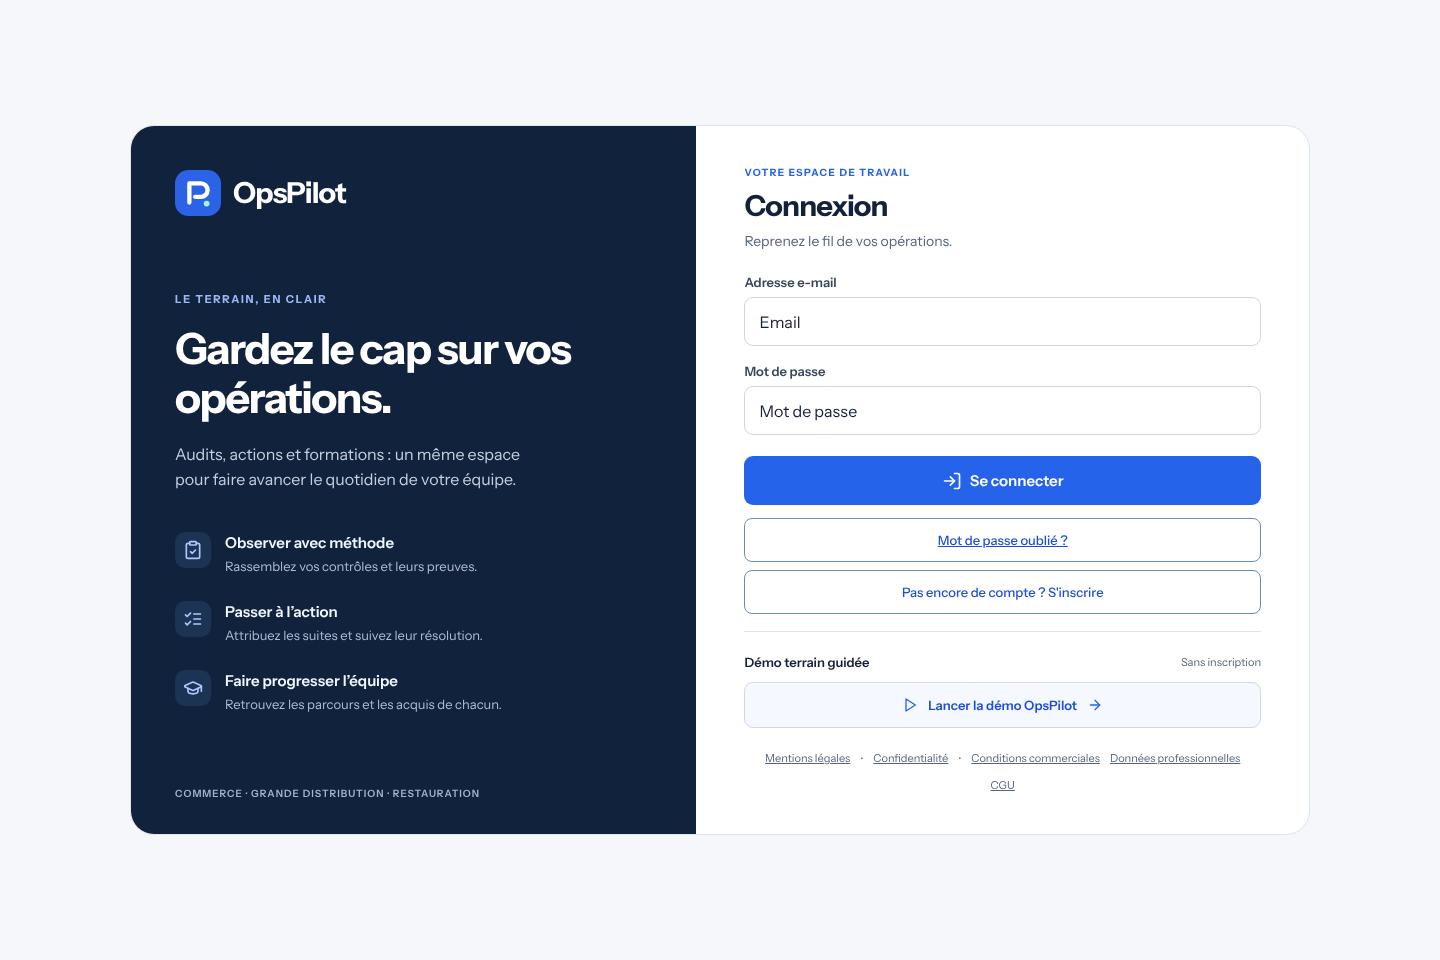 OpsPilot
LE TERRAIN, EN CLAIR
Gardez le cap sur vos
opérations.
Audits, actions et formations : un même espace
pour faire avancer le quotidien de votre équipe.
Observer avec méthode
Rassemblez vos contrôles et leurs preuves.
Passer à l’action
Attribuez les suites et suivez leur résolution.
Faire progresser l’équipe
Retrouvez les parcours et les acquis de chacun.
COMMERCE · GRANDE DISTRIBUTION · RESTAURATION
VOTRE ESPACE DE TRAVAIL
Connexion
Reprenez le fil de vos opérations.
Adresse e-mail
Email
Mot de passe
Mot de passe
Se connecter
Mot de passe oublié ?
Pas encore de compte ? S'inscrire
Démo terrain guidée
Sans inscription
Lancer la démo OpsPilot
Mentions légales · Confidentialité · Conditions commerciales Données professionnelles
CGU